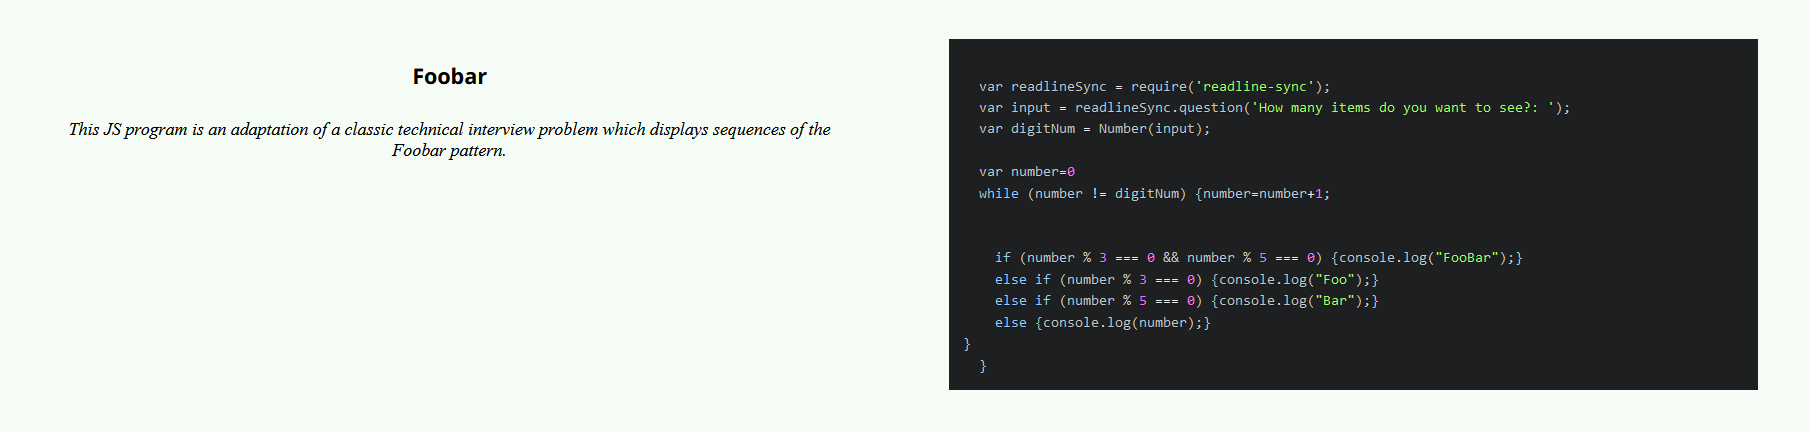 Foobar
This JS program is an adaptation of a classic technical interview problem which displays sequences of the
Foobar pattern.
var readlineSync = require('readline-sync');
var input = readlineSync.question('How many items do you want to see?: ');
var digitNum = Number(input);
var number=0
while (number != digitNum) {number=number+1;
if (number % 3 === 0 && number % 5 === 0) {console.log("FooBar");}
else if (number % 3 === 0) {console.log("Foo");}
else if (number % 5 === 0) {console.log("Bar");}
else {console.log(number);}
}
}